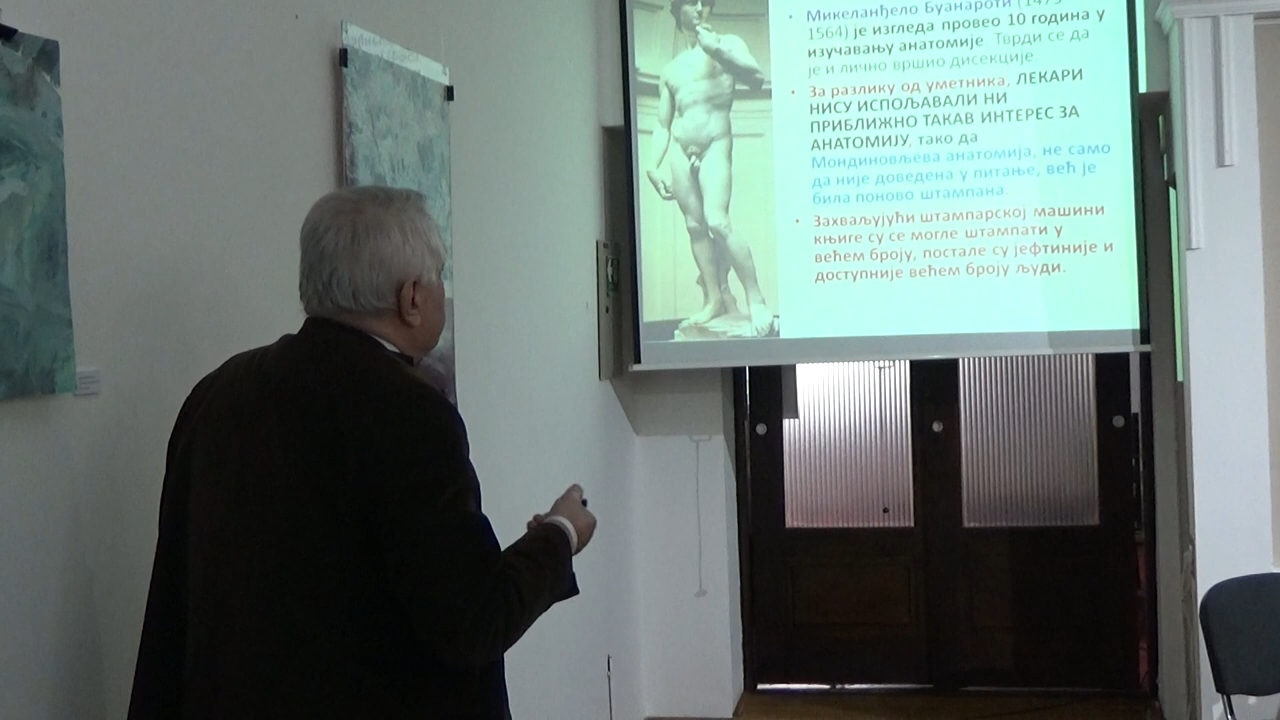 • Микеланђело Буанароти (1475-
1564) је изгледа провео 10 година у
изучавању анатомије. Тврди се да
је и лично вршио дисекције.
• За разлику од уметника, ЛЕКАРИ
НИСУ ИСПОЉАВАЛИ НИ
ПРИБЛИЖНО ТАКАВ ИНТЕРЕС ЗА
АНАТОМИЈУ, тако да
Мондиновљева анатомија, не само
да није доведена у питање, већ је
била поново штампана.
• Захваљујући штампарској машини
књиге су се могле штампати у
већем броју, постале су јефтиније и
доступније већем броју људи.